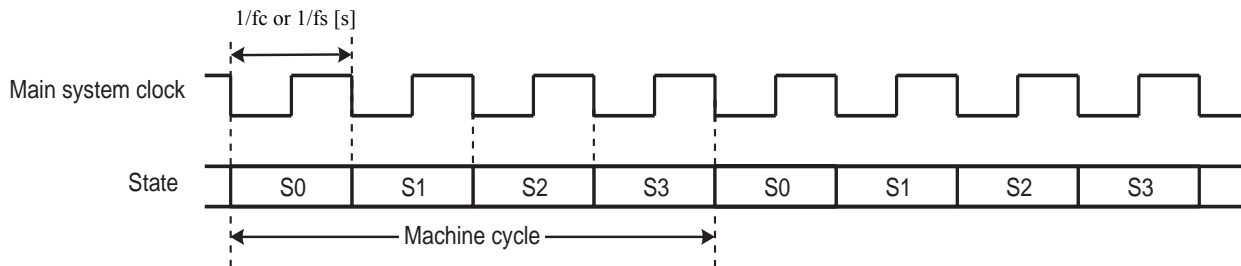 1/fc or 1/fs [s]
Main system clock
State S0 S1 S2 S3 S0 S1 S2 S3
Machine cycle